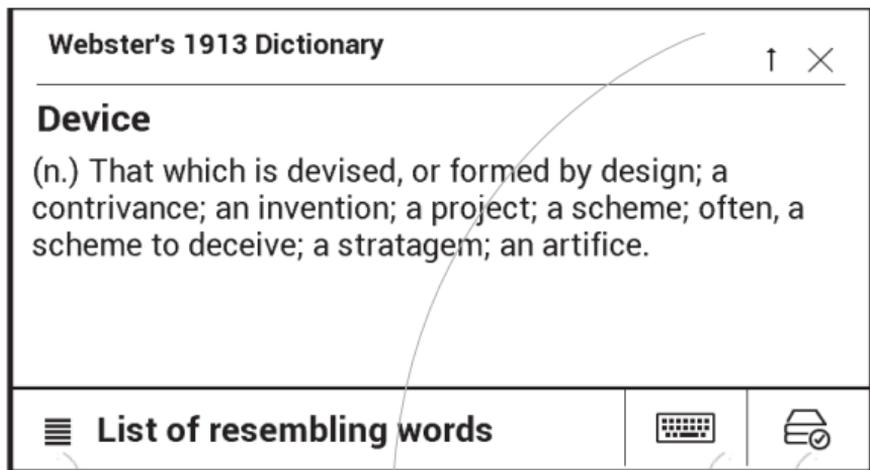 Webster's 1913 Dictionary
Device
(n.) That which is devised, or formed by design; a
contrivance; an invention; a project; a scheme; often, a
scheme to deceive; a stratagem; an artifice.
List of resembling words